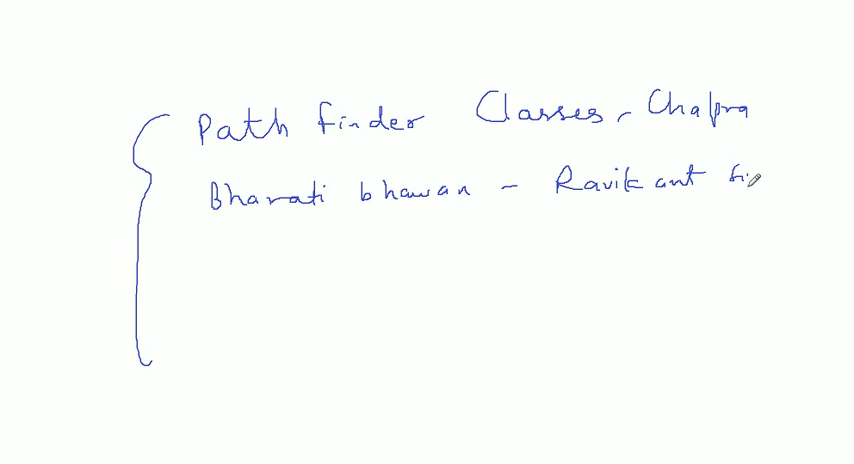 Path finder Classes, Chapra
Bharati bhawan - Ravikant